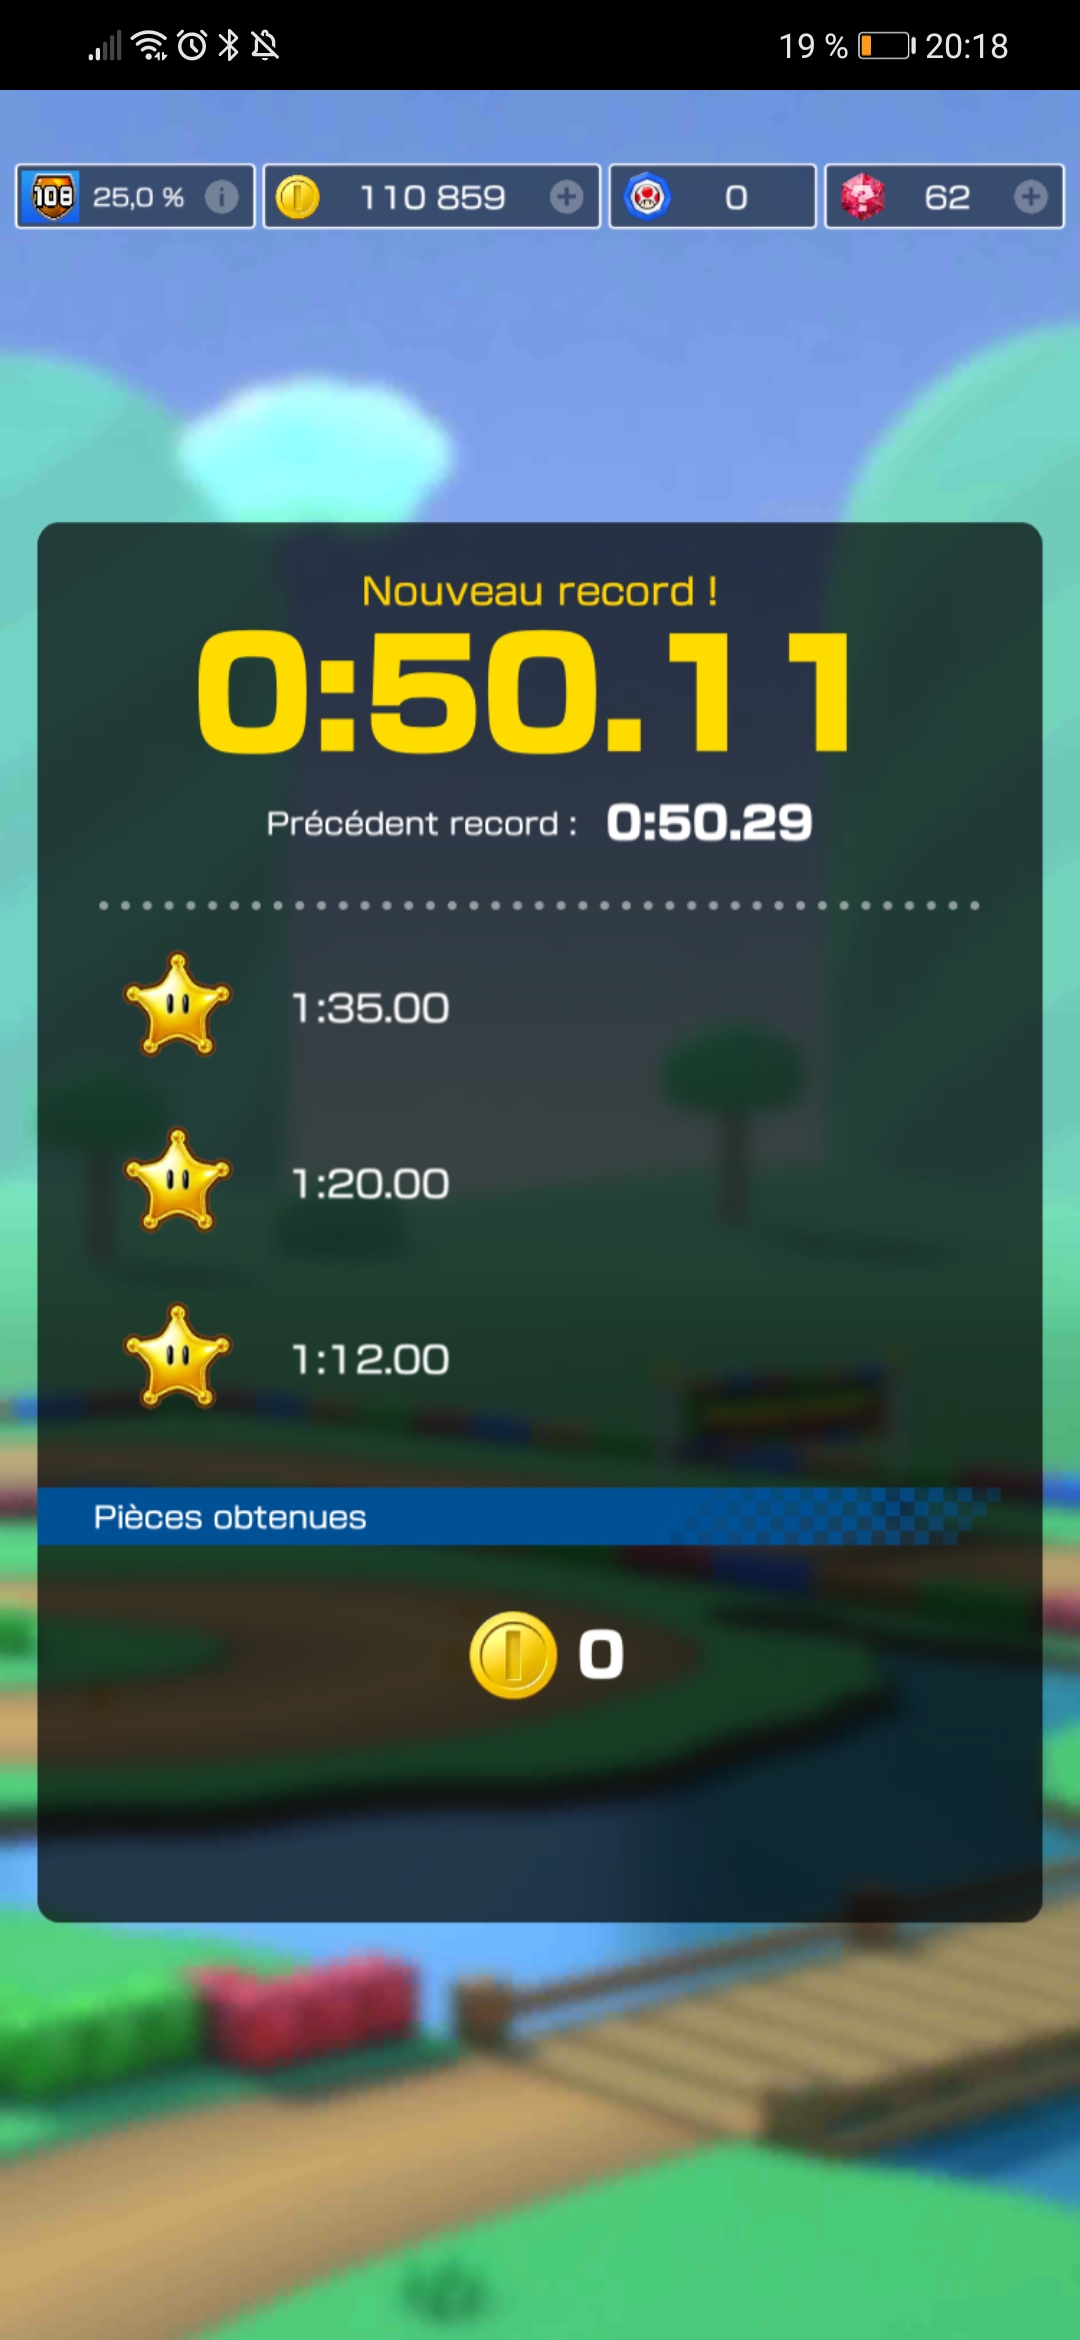 19 % 20:18
108 25,0 % i 110 859 + 0 ? 62 +
Nouveau record !
0:50.11
Précédent record : 0:50.29
1:35.00
1:20.00
1:12.00
Pièces obtenues
0